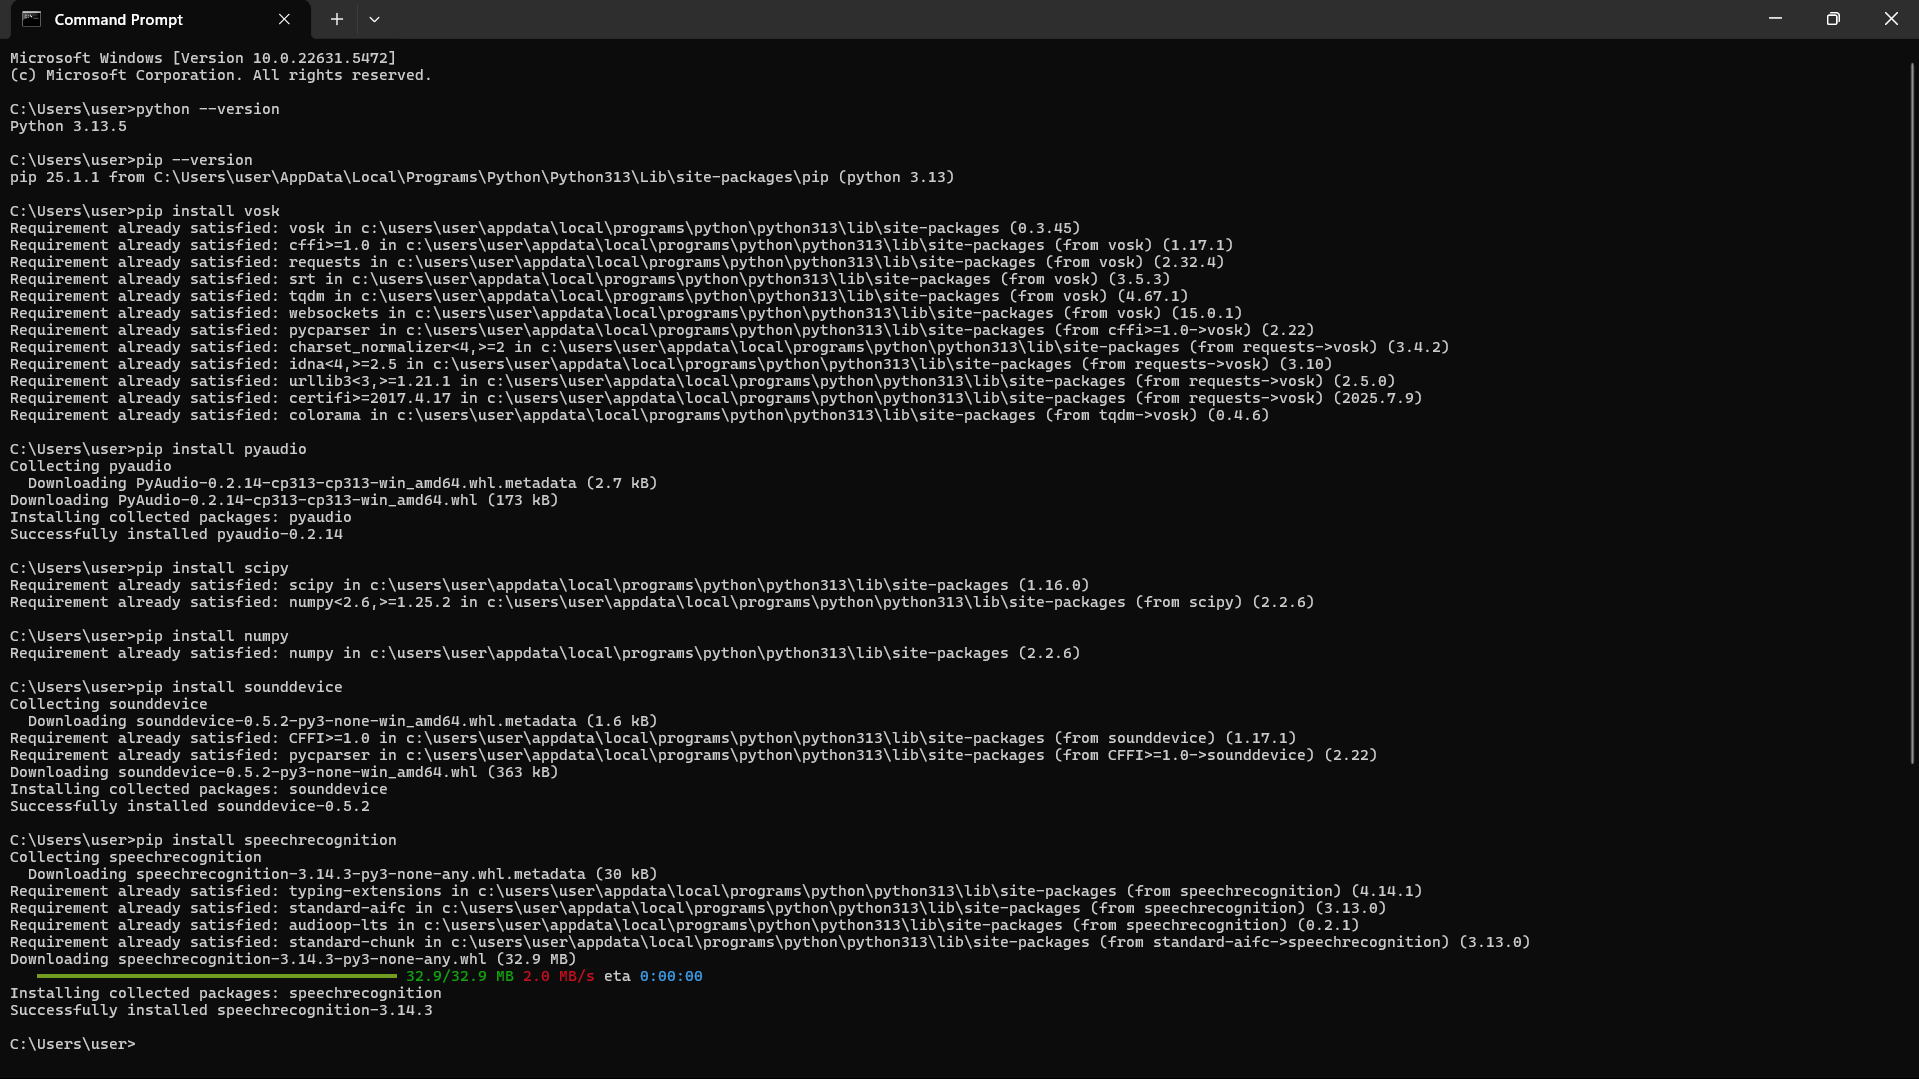 Command Prompt
Microsoft Windows [Version 10.0.22631.5472]
(c) Microsoft Corporation. All rights reserved.
C:\Users\user>python --version
Python 3.13.5
C:\Users\user>pip --version
pip 25.1.1 from C:\Users\user\AppData\Local\Programs\Python\Python313\Lib\site-packages\pip (python 3.13)
C:\Users\user>pip install vosk
Requirement already satisfied: vosk in c:\users\user\appdata\local\programs\python\python313\lib\site-packages (0.3.45)
Requirement already satisfied: cffi>=1.0 in c:\users\user\appdata\local\programs\python\python313\lib\site-packages (from vosk) (1.17.1)
Requirement already satisfied: requests in c:\users\user\appdata\local\programs\python\python313\lib\site-packages (from vosk) (2.32.4)
Requirement already satisfied: srt in c:\users\user\appdata\local\programs\python\python313\lib\site-packages (from vosk) (3.5.3)
Requirement already satisfied: tqdm in c:\users\user\appdata\local\programs\python\python313\lib\site-packages (from vosk) (4.67.1)
Requirement already satisfied: websockets in c:\users\user\appdata\local\programs\python\python313\lib\site-packages (from vosk) (15.0.1)
Requirement already satisfied: pycparser in c:\users\user\appdata\local\programs\python\python313\lib\site-packages (from cffi>=1.0->vosk) (2.22)
Requirement already satisfied: charset_normalizer<4,>=2 in c:\users\user\appdata\local\programs\python\python313\lib\site-packages (from requests->vosk) (3.4.2)
Requirement already satisfied: idna<4,>=2.5 in c:\users\user\appdata\local\programs\python\python313\lib\site-packages (from requests->vosk) (3.10)
Requirement already satisfied: urllib3<3,>=1.21.1 in c:\users\user\appdata\local\programs\python\python313\lib\site-packages (from requests->vosk) (2.5.0)
Requirement already satisfied: certifi>=2017.4.17 in c:\users\user\appdata\local\programs\python\python313\lib\site-packages (from requests->vosk) (2025.7.9)
Requirement already satisfied: colorama in c:\users\user\appdata\local\programs\python\python313\lib\site-packages (from tqdm->vosk) (0.4.6)
C:\Users\user>pip install pyaudio
Collecting pyaudio
  Downloading PyAudio-0.2.14-cp313-cp313-win_amd64.whl.metadata (2.7 kB)
Downloading PyAudio-0.2.14-cp313-cp313-win_amd64.whl (173 kB)
Installing collected packages: pyaudio
Successfully installed pyaudio-0.2.14
C:\Users\user>pip install scipy
Requirement already satisfied: scipy in c:\users\user\appdata\local\programs\python\python313\lib\site-packages (1.16.0)
Requirement already satisfied: numpy<2.6,>=1.25.2 in c:\users\user\appdata\local\programs\python\python313\lib\site-packages (from scipy) (2.2.6)
C:\Users\user>pip install numpy
Requirement already satisfied: numpy in c:\users\user\appdata\local\programs\python\python313\lib\site-packages (2.2.6)
C:\Users\user>pip install sounddevice
Collecting sounddevice
  Downloading sounddevice-0.5.2-py3-none-win_amd64.whl.metadata (1.6 kB)
Requirement already satisfied: CFFI>=1.0 in c:\users\user\appdata\local\programs\python\python313\lib\site-packages (from sounddevice) (1.17.1)
Requirement already satisfied: pycparser in c:\users\user\appdata\local\programs\python\python313\lib\site-packages (from CFFI>=1.0->sounddevice) (2.22)
Downloading sounddevice-0.5.2-py3-none-win_amd64.whl (363 kB)
Installing collected packages: sounddevice
Successfully installed sounddevice-0.5.2
C:\Users\user>pip install speechrecognition
Collecting speechrecognition
  Downloading speechrecognition-3.14.3-py3-none-any.whl.metadata (30 kB)
Requirement already satisfied: typing-extensions in c:\users\user\appdata\local\programs\python\python313\lib\site-packages (from speechrecognition) (4.14.1)
Requirement already satisfied: standard-aifc in c:\users\user\appdata\local\programs\python\python313\lib\site-packages (from speechrecognition) (3.13.0)
Requirement already satisfied: audioop-lts in c:\users\user\appdata\local\programs\python\python313\lib\site-packages (from speechrecognition) (0.2.1)
Requirement already satisfied: standard-chunk in c:\users\user\appdata\local\programs\python\python313\lib\site-packages (from standard-aifc->speechrecognition) (3.13.0)
Downloading speechrecognition-3.14.3-py3-none-any.whl (32.9 MB)
32.9/32.9 MB 2.0 MB/s eta 0:00:00
Installing collected packages: speechrecognition
Successfully installed speechrecognition-3.14.3
C:\Users\user>